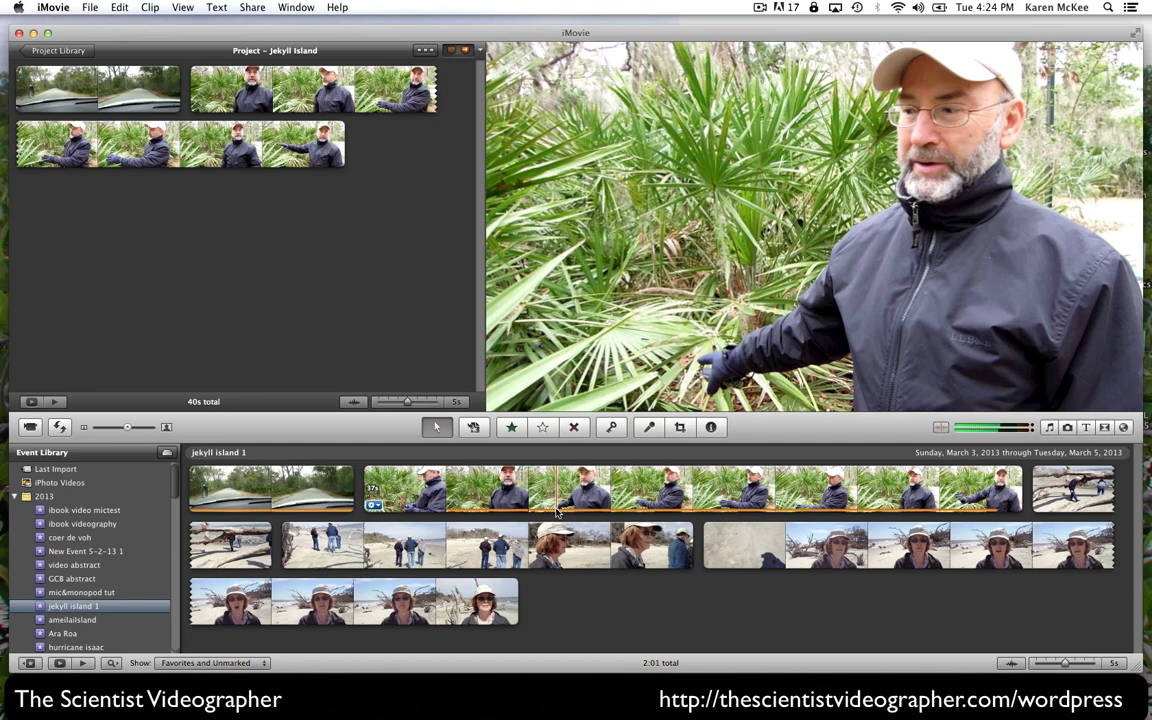 iMovie File Edit Clip View Text Share Window Help
17 Tue 4:24 PM Karen McKee
iMovie
Project Library
Project – Jekyll Island
40s total
5s
Event Library
jekyll island 1
Sunday, March 3, 2013 through Tuesday, March 5, 2013
Last Import
iPhoto Videos
2013
ibook video mictest
ibook videography
coer de voh
New Event 5-2-13 1
video abstract
GCB abstract
mic&monopod tut
jekyll island 1
ameilaiIsland
Ara Roa
hurricane isaac
37s
Show: Favorites and Unmarked
2:01 total
5s
The Scientist Videographer
http://thescientistvideographer.com/wordpress